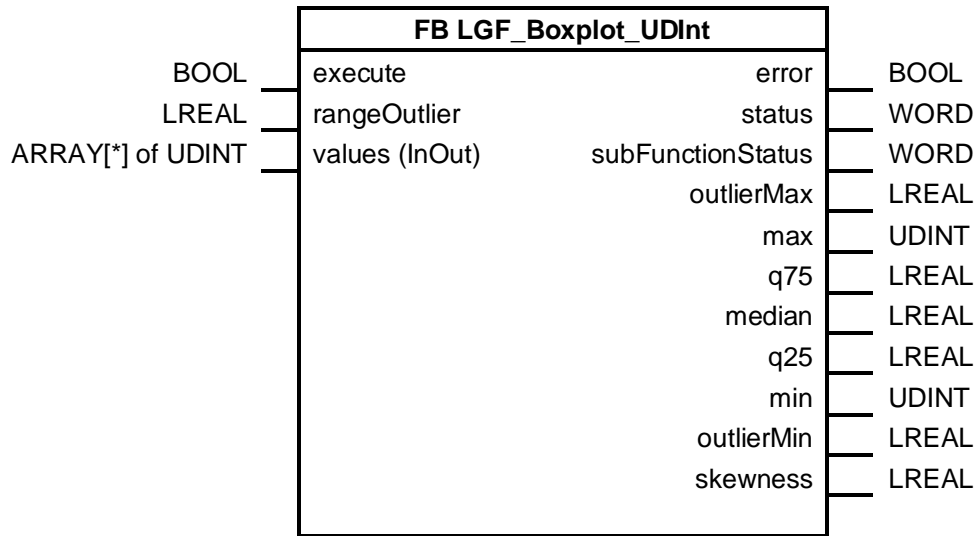 FB LGF_Boxplot_UDInt
BOOL execute error BOOL
LREAL rangeOutlier status WORD
ARRAY[*] of UDINT values (InOut) subFunctionStatus WORD
outlierMax LREAL
max UDINT
q75 LREAL
median LREAL
q25 LREAL
min UDINT
outlierMin LREAL
skewness LREAL